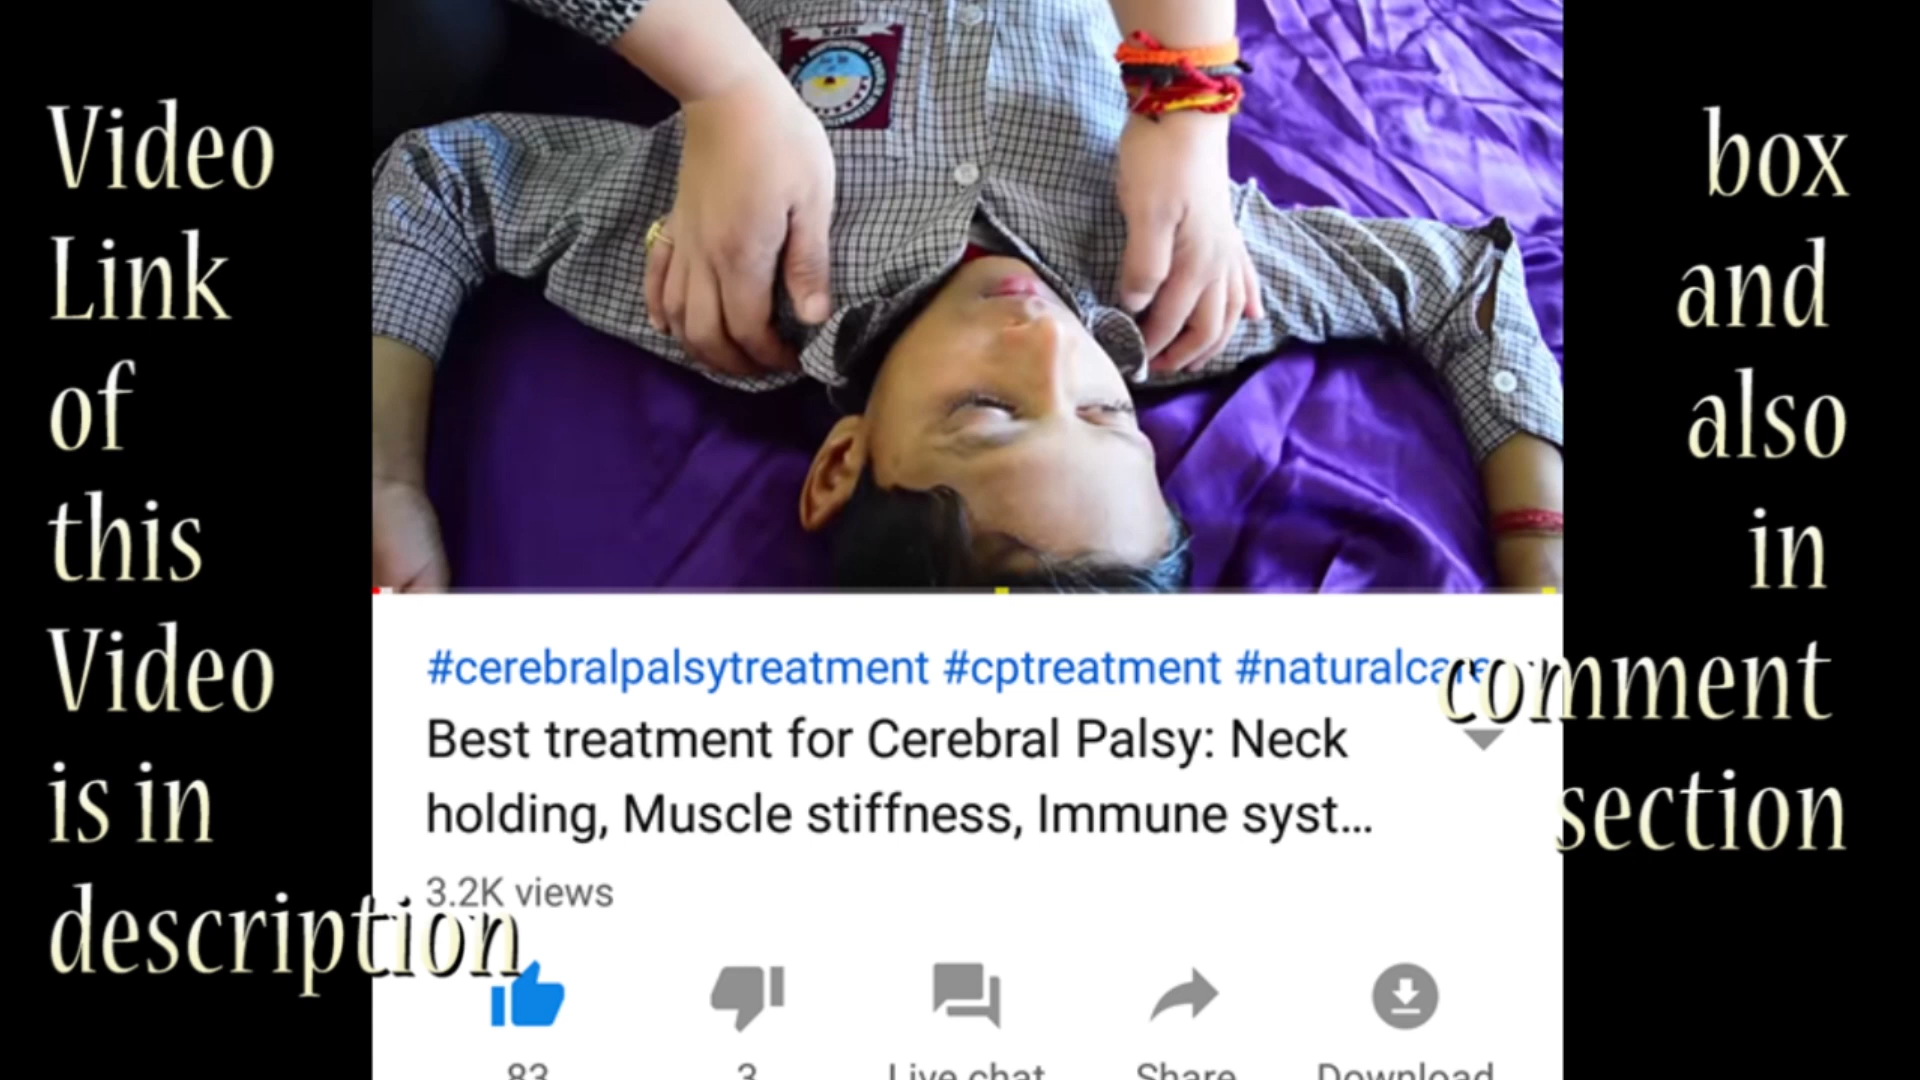 Video
Link
of
this
Video
is in
description
box
and
also
in
comment
section
#cerebralpalsytreatment #cptreatment #naturalcare
Best treatment for Cerebral Palsy: Neck
holding, Muscle stiffness, Immune syst...
3.2K views
83 3 Live chat Share Download